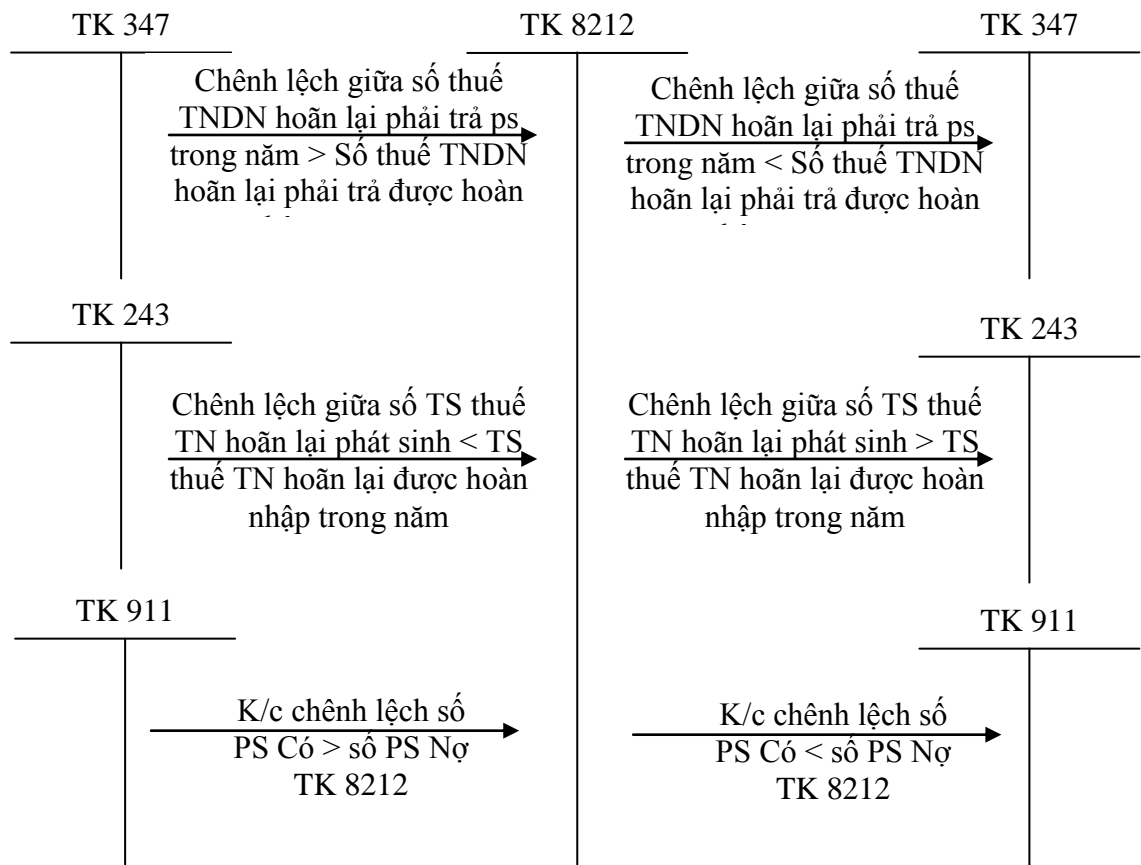 TK 347
TK 8212
TK 347
Chênh lệch giữa số thuế
TNDN hoãn lại phải trả ps
trong năm > Số thuế TNDN
hoãn lại phải trả được hoàn
Chênh lệch giữa số thuế
TNDN hoãn lại phải trả ps
trong năm < Số thuế TNDN
hoãn lại phải trả được hoàn
TK 243
TK 243
Chênh lệch giữa số TS thuế
TN hoãn lại phát sinh < TS
thuế TN hoãn lại được hoàn
nhập trong năm
Chênh lệch giữa số TS thuế
TN hoãn lại phát sinh > TS
thuế TN hoãn lại được hoàn
nhập trong năm
TK 911
TK 911
K/c chênh lệch số
PS Có > số PS Nợ
TK 8212
K/c chênh lệch số
PS Có < số PS Nợ
TK 8212